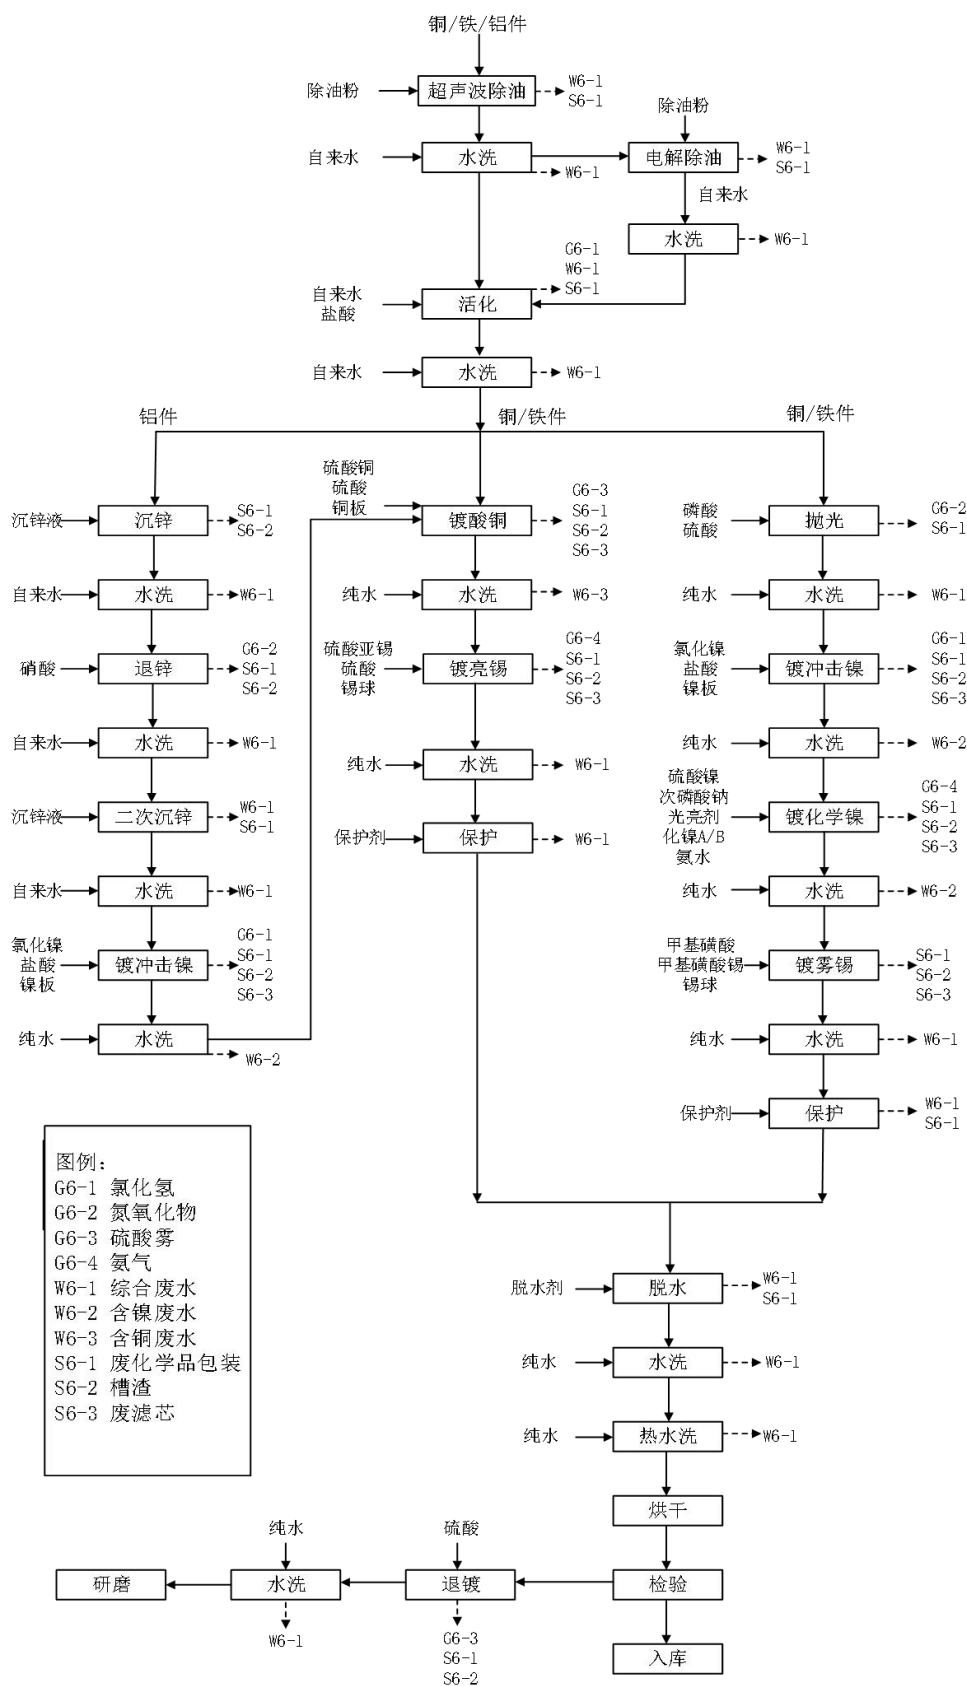 铜/铁/铝件
除油粉
超声波除油
W6-1
S6-1
除油粉
自来水
水洗
W6-1
电解除油
W6-1
S6-1
自来水
水洗
W6-1
G6-1
W6-1
S6-1
自来水
盐酸
活化
自来水
水洗
W6-1
铝件
铜/铁件
铜/铁件
沉锌液
沉锌
S6-1
S6-2
自来水
水洗
W6-1
硝酸
退锌
G6-2
S6-1
S6-2
自来水
水洗
W6-1
沉锌液
二次沉锌
W6-1
S6-1
自来水
水洗
W6-1
氯化镍
盐酸
镍板
镀冲击镍
G6-1
S6-1
S6-2
S6-3
纯水
水洗
W6-2
硫酸铜
硫酸
铜板
镀酸铜
G6-3
S6-1
S6-2
S6-3
纯水
水洗
W6-3
硫酸亚锡
硫酸
锡球
镀亮锡
G6-4
S6-1
S6-2
S6-3
纯水
水洗
W6-1
保护剂
保护
W6-1
磷酸
硫酸
抛光
G6-2
S6-1
纯水
水洗
W6-1
氯化镍
盐酸
镍板
镀冲击镍
G6-1
S6-1
S6-2
S6-3
纯水
水洗
W6-2
硫酸镍
次磷酸钠
光亮剂
化镍A/B
氨水
镀化学镍
G6-4
S6-1
S6-2
S6-3
纯水
水洗
W6-2
甲基磺酸
甲基磺酸锡
锡球
镀雾锡
S6-1
S6-2
S6-3
纯水
水洗
W6-1
保护剂
保护
W6-1
S6-1
图例：
G6-1 氯化氢
G6-2 氮氧化物
G6-3 硫酸雾
G6-4 氨气
W6-1 综合废水
W6-2 含镍废水
W6-3 含铜废水
S6-1 废化学品包装
S6-2 槽渣
S6-3 废滤芯
脱水剂
脱水
W6-1
S6-1
纯水
水洗
W6-1
纯水
热水洗
W6-1
烘干
纯水
硫酸
研磨
水洗
退镀
检验
W6-1
G6-3
S6-1
S6-2
入库